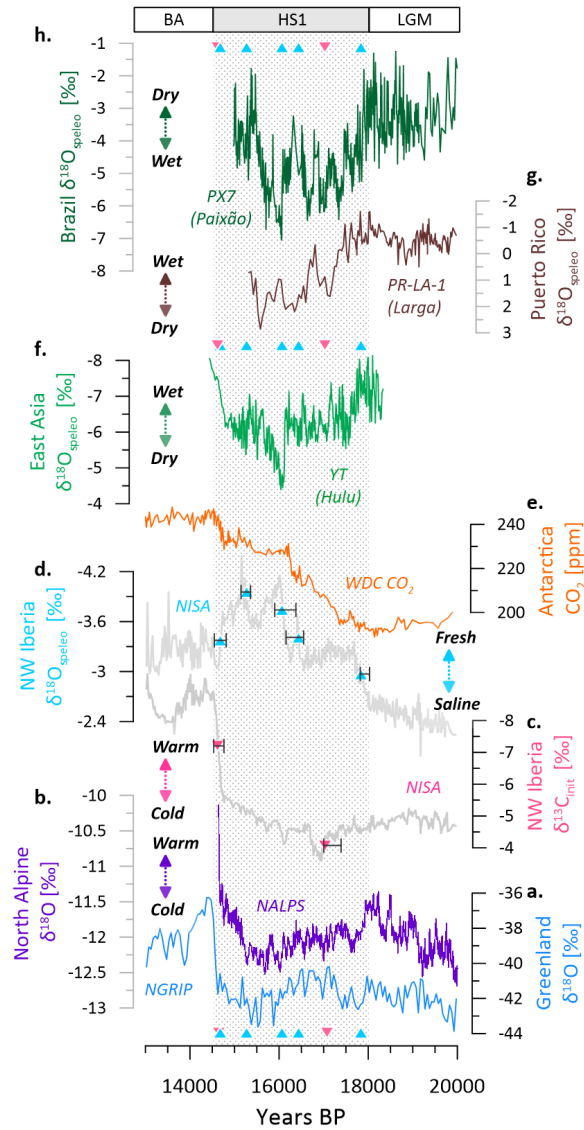 BA HS1 LGM
h.
-1
-2
-3
-4
-5
-6
-7
-8
Brazil δ18Ospeleo [‰]
Dry
Wet
PX7
(Paixão)
g.
-2
-1
0
1
2
3
Puerto Rico
δ18Ospeleo [‰]
Wet
Dry
PR-LA-1
(Larga)
f.
-8
-7
-6
-5
-4
East Asia
δ18Ospeleo [‰]
Wet
Dry
YT
(Hulu)
e.
240
220
200
Antarctica
CO2 [ppm]
WDC CO2
d.
-4.2
-3.6
-3
-2.4
NW Iberia
δ18Ospeleo [‰]
NISA
Fresh
Saline
c.
-8
-7
-6
-5
-4
NW Iberia
δ13Cinit [‰]
Warm
Cold
NISA
b.
-10
-10.5
-11
-11.5
-12
-12.5
-13
North Alpine
δ18O [‰]
Warm
Cold
NALPS
a.
-36
-38
-40
-42
-44
Greenland
δ18O [‰]
NGRIP
14000 16000 18000 20000
Years BP